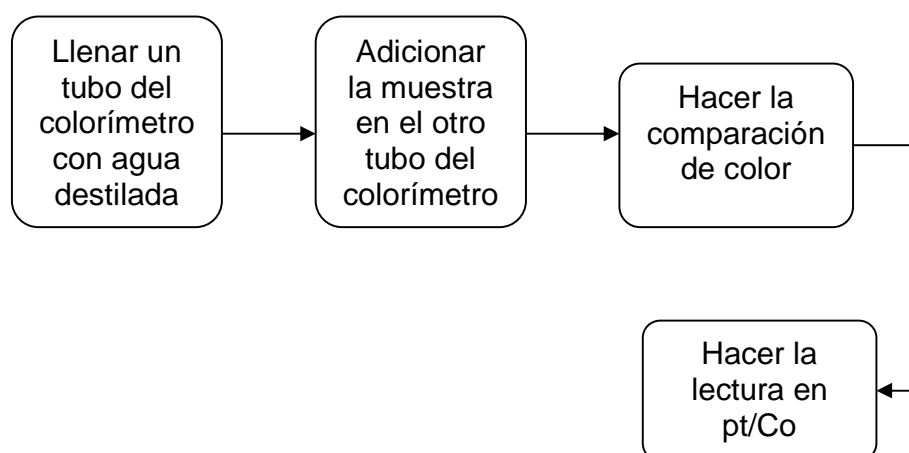 Llenar un
tubo del
colorímetro
con agua
destilada
Adicionar
la muestra
en el otro
tubo del
colorímetro
Hacer la
comparación
de color
Hacer la
lectura en
pt/Co